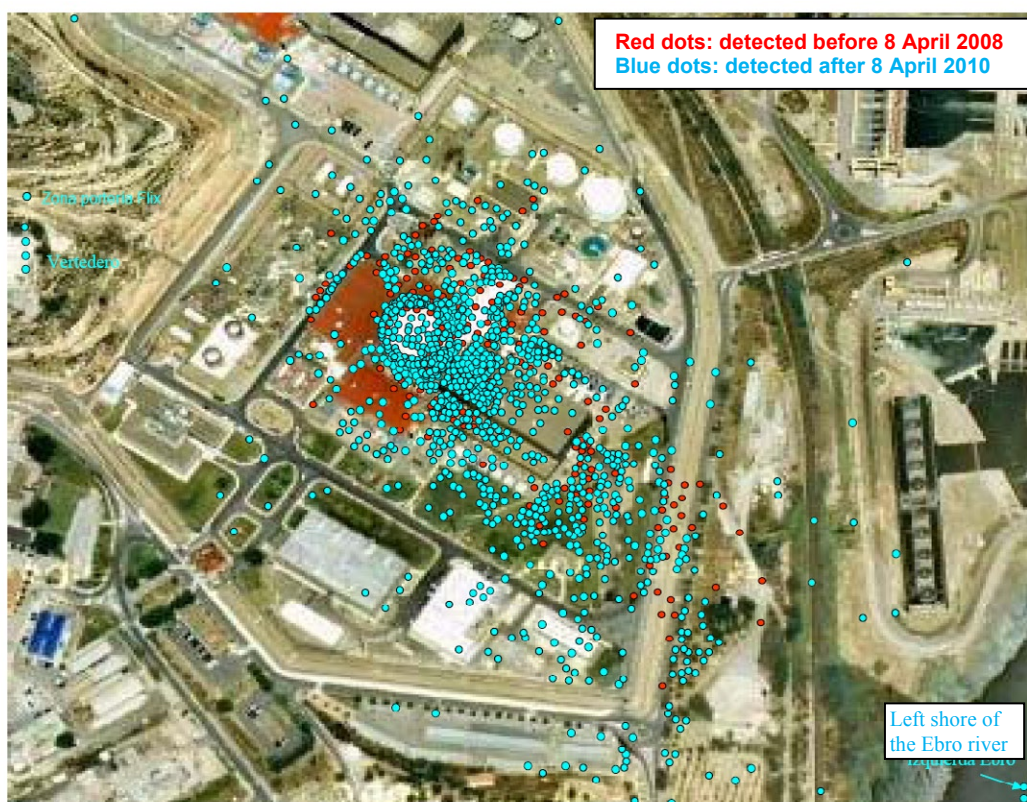 Red dots: detected before 8 April 2008
Blue dots: detected after 8 April 2010
Zona portería Flix
Vertedero
Left shore of
the Ebro river
Izquierda Ebro